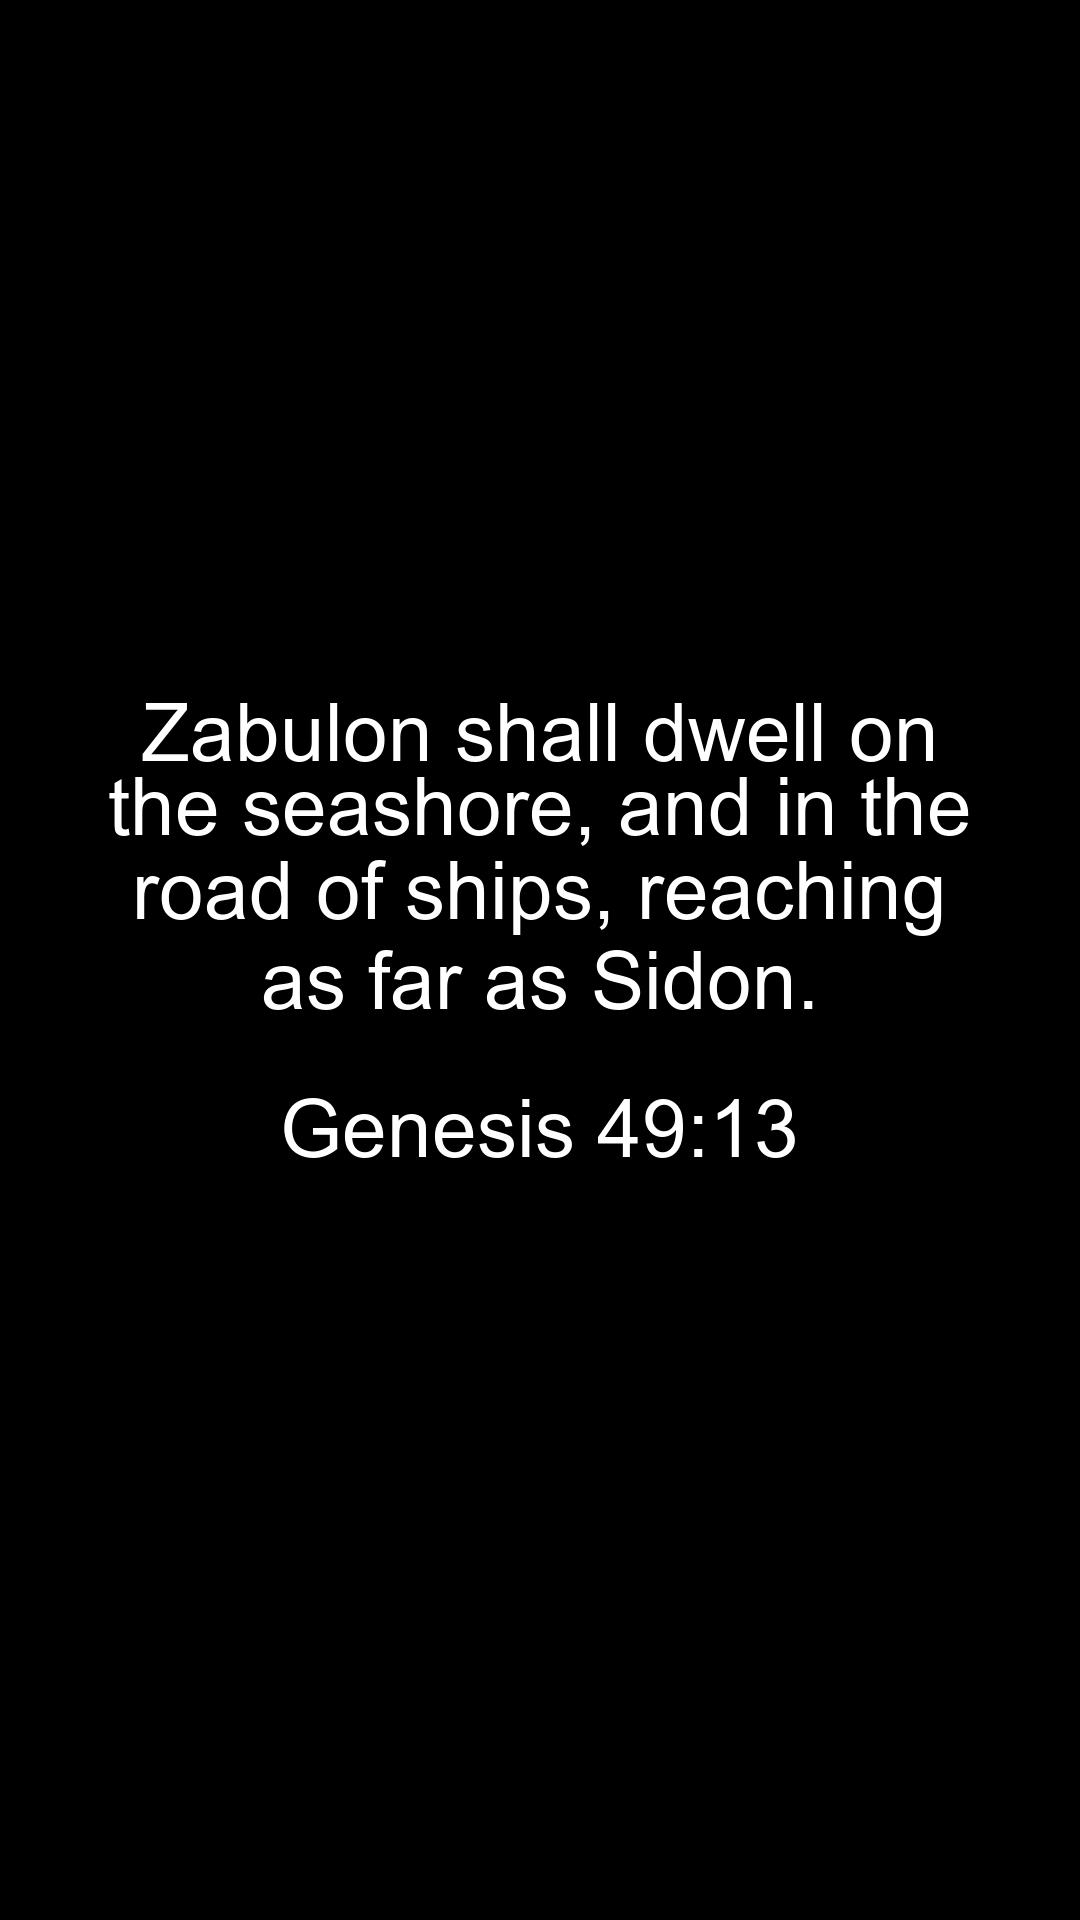 Zabulon shall dwell on
the seashore, and in the
road of ships, reaching
as far as Sidon.
Genesis 49:13